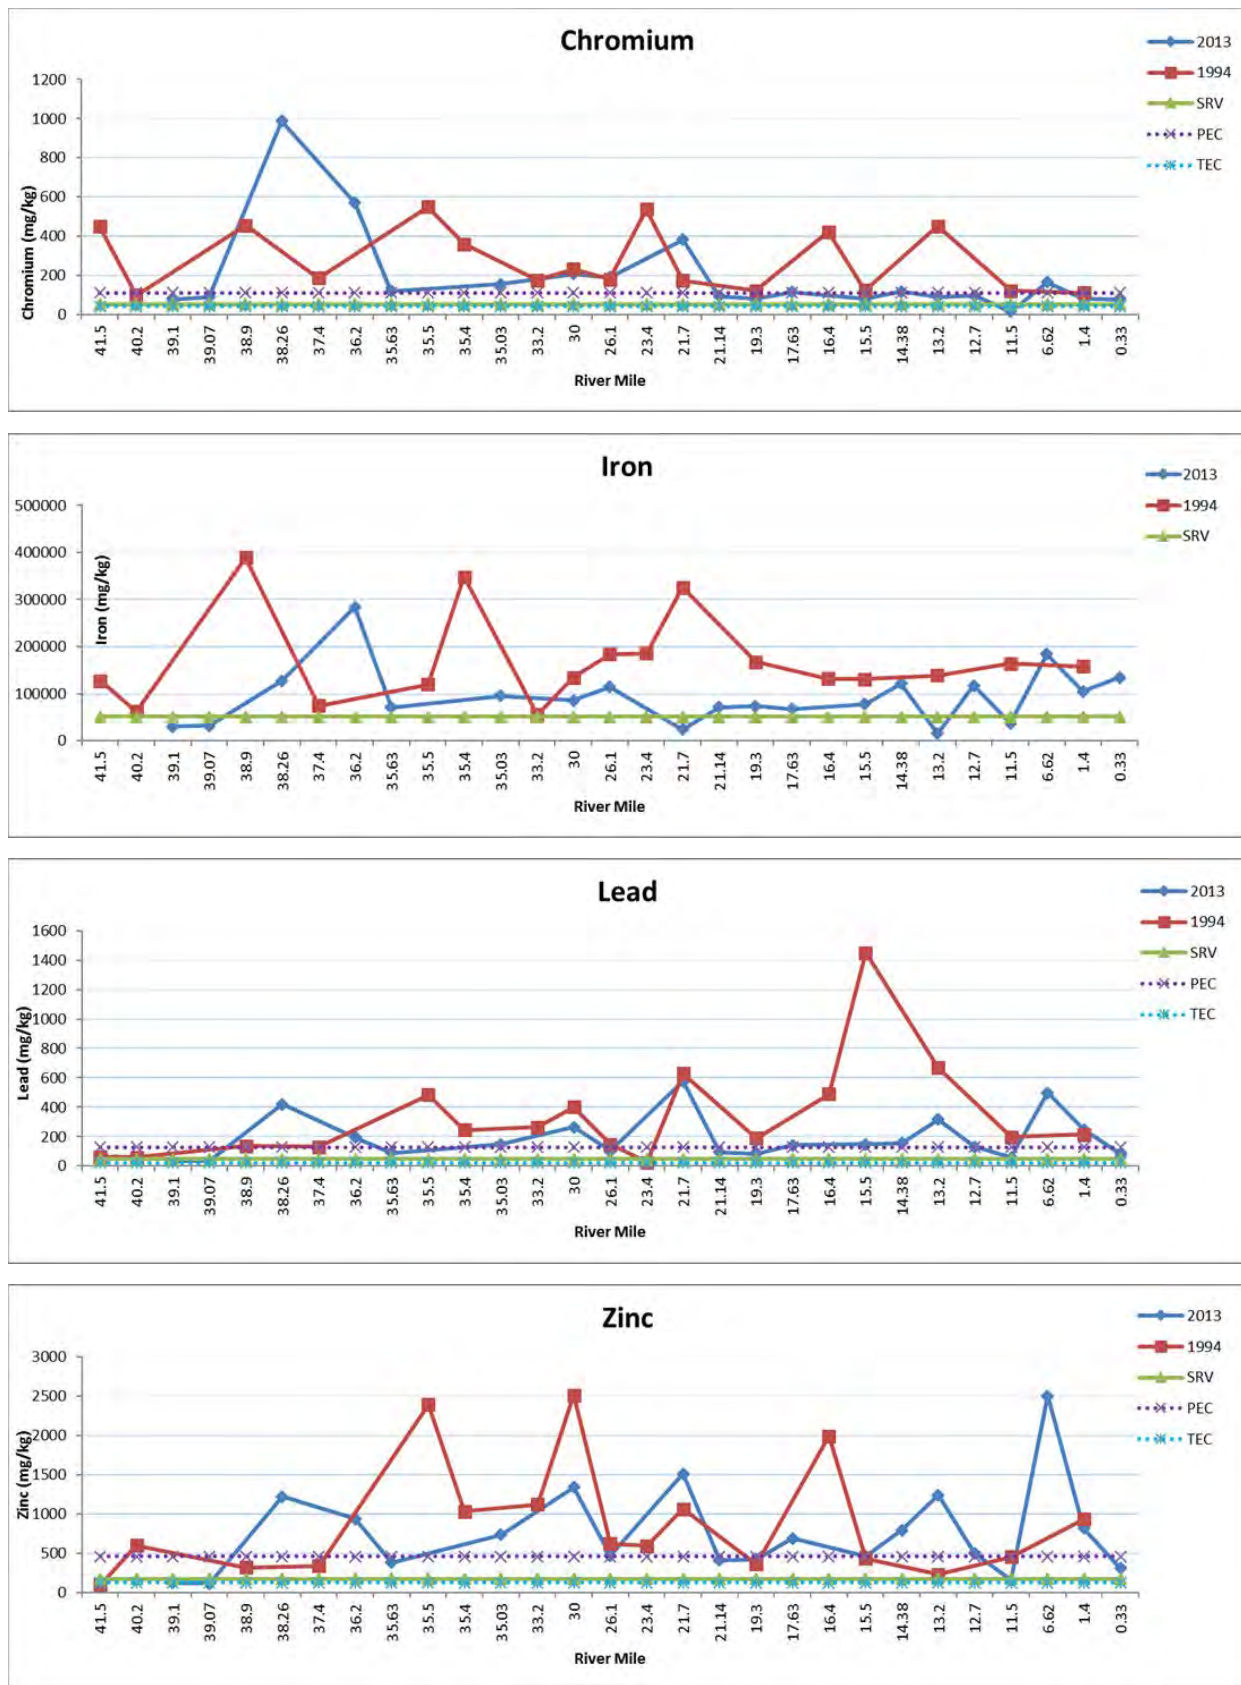 Chromium
2013
1994
SRV
PEC
TEC
Chromium (mg/kg)
1200
1000
800
600
400
200
0
41.5 40.2 39.1 39.07 38.9 38.26 37.4 36.2 35.63 35.5 35.4 35.03 33.2 30 26.1 23.4 21.7 21.14 19.3 17.63 16.4 15.5 14.38 13.2 12.7 11.5 6.62 1.4 0.33
River Mile
Iron
2013
1994
SRV
Iron (mg/kg)
500000
400000
300000
200000
100000
0
41.5 40.2 39.1 39.07 38.9 38.26 37.4 36.2 35.63 35.5 35.4 35.03 33.2 30 26.1 23.4 21.7 21.14 19.3 17.63 16.4 15.5 14.38 13.2 12.7 11.5 6.62 1.4 0.33
River Mile
Lead
2013
1994
SRV
PEC
TEC
Lead (mg/kg)
1600
1400
1200
1000
800
600
400
200
0
41.5 40.2 39.1 39.07 38.9 38.26 37.4 36.2 35.63 35.5 35.4 35.03 33.2 30 26.1 23.4 21.7 21.14 19.3 17.63 16.4 15.5 14.38 13.2 12.7 11.5 6.62 1.4 0.33
River Mile
Zinc
2013
1994
SRV
PEC
TEC
Zinc (mg/kg)
3000
2500
2000
1500
1000
500
0
41.5 40.2 39.1 39.07 38.9 38.26 37.4 36.2 35.63 35.5 35.4 35.03 33.2 30 26.1 23.4 21.7 21.14 19.3 17.63 16.4 15.5 14.38 13.2 12.7 11.5 6.62 1.4 0.33
River Mile